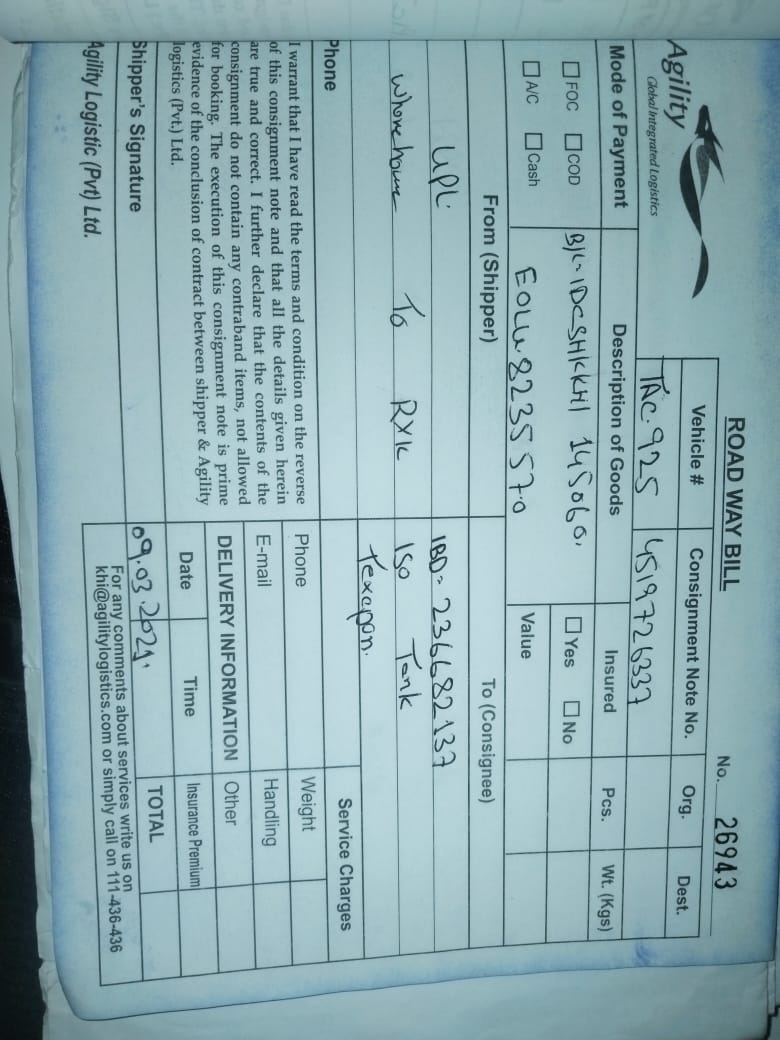 ROAD WAY BILL
No. 26943
Agility
Global Integrated Logistics
Vehicle # Consignment Note No. Org. Dest.
TAC.925 4519726337
Mode of Payment Description of Goods Insured Pcs. Wt. (Kgs)
FOC COD B/L-IDCSHKKHI 145060. Yes No
A/C Cash EOLU.8235570 Value
From (Shipper) To (Consignee)
UPL. IBD- 236682137
To RYK ISO Tank
Texapon.
Phone Service Charges
I warrant that I have read the terms and condition on the reverse
of this consignment note and that all the details given herein
are true and correct. I further declare that the contents of the
consignment do not contain any contraband items, not allowed
for booking. The execution of this consignment note is prime
evidence of the conclusion of contract between shipper & Agility
logistics (Pvt.) Ltd.
Phone Weight
E-mail Handling
DELIVERY INFORMATION Other
Date Time Insurance Premium
09.03.2021. TOTAL
Shipper's Signature
For any comments about services write us on
khi@agilitylogistics.com or simply call on 111-436-436
Agility Logistic (Pvt) Ltd.